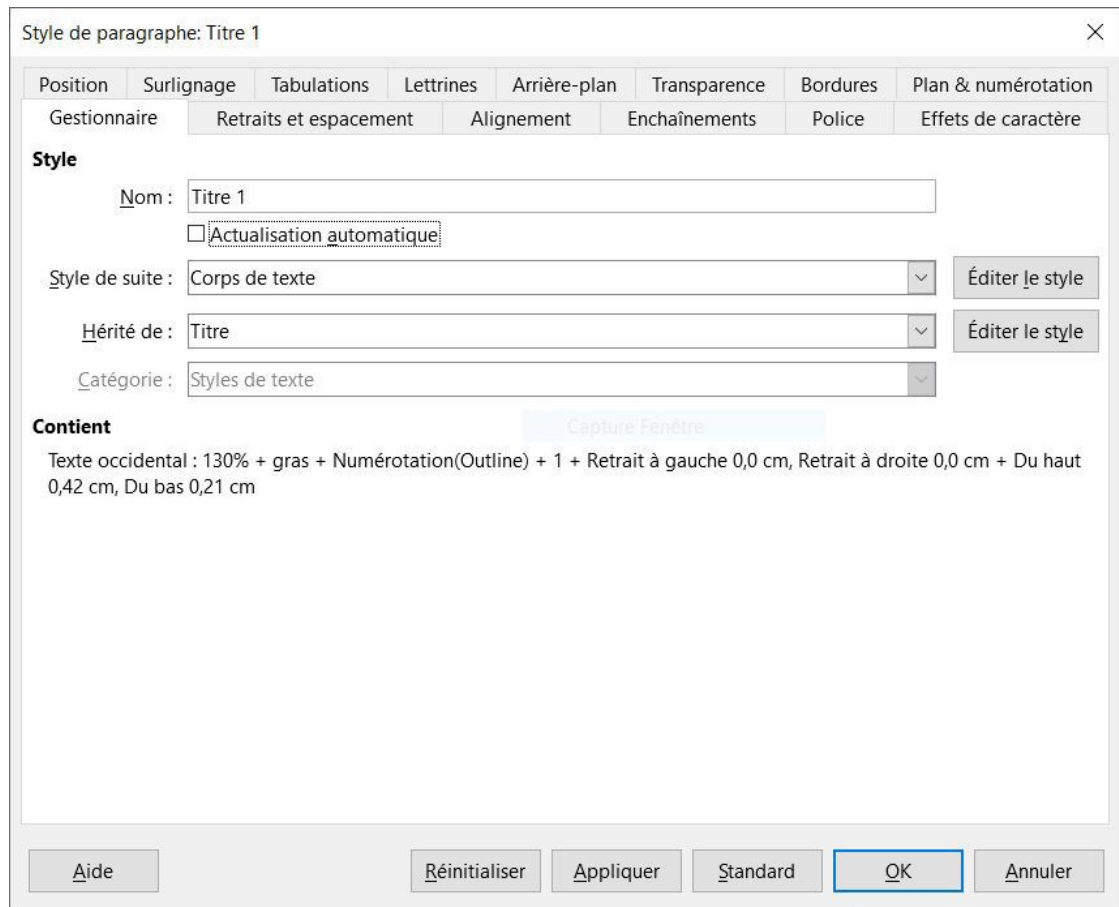 Style de paragraphe: Titre 1
Position Surlignage Tabulations Lettrines Arrière-plan Transparence Bordures Plan & numérotation
Gestionnaire Retraits et espacement Alignement Enchaînements Police Effets de caractère
Style
Nom : Titre 1
Actualisation automatique
Style de suite : Corps de texte Éditer le style
Hérité de : Titre Éditer le style
Catégorie : Styles de texte
Contient
Capture Fenêtre
Texte occidental : 130% + gras + Numérotation(Outline) + 1 + Retrait à gauche 0,0 cm, Retrait à droite 0,0 cm + Du haut
0,42 cm, Du bas 0,21 cm
Aide Réinitialiser Appliquer Standard OK Annuler